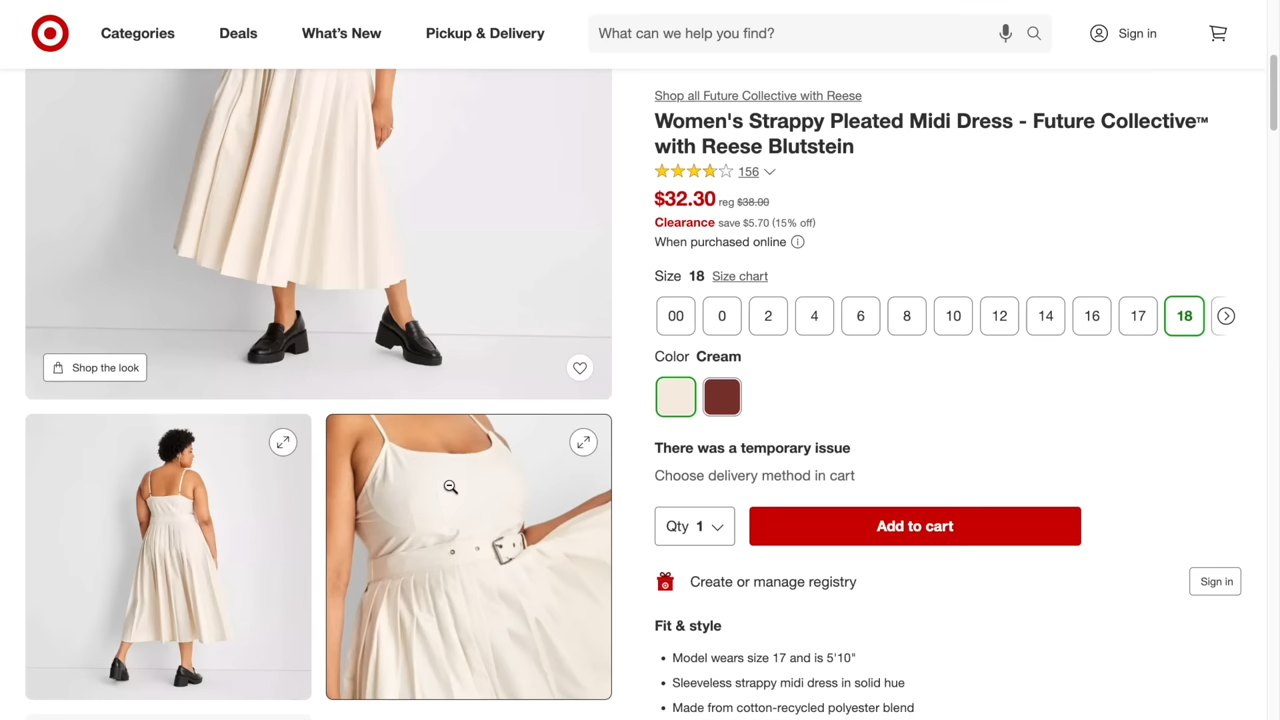 Categories
Deals
What's New
Pickup & Delivery
What can we help you find?
Sign in
Shop the look
Shop all Future Collective with Reese
Women's Strappy Pleated Midi Dress - Future Collective™
with Reese Blutstein
156
$32.30 reg $38.00
Clearance save $5.70 (15% off)
When purchased online
Size 18 Size chart
00 0 2 4 6 8 10 12 14 16 17 18
Color Cream
There was a temporary issue
Choose delivery method in cart
Qty 1
Add to cart
Create or manage registry
Sign in
Fit & style
• Model wears size 17 and is 5'10"
• Sleeveless strappy midi dress in solid hue
• Made from cotton-recycled polyester blend